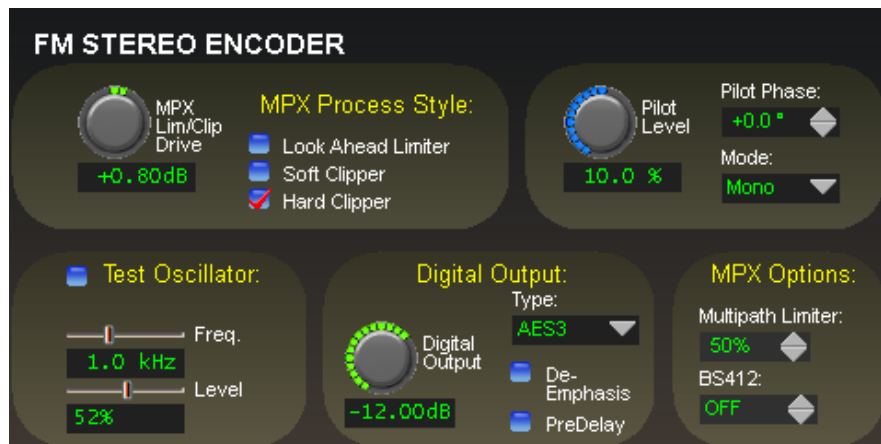 FM STEREO ENCODER
MPX
Lim/Clip
Drive
+0.80dB
MPX Process Style:
Look Ahead Limiter
Soft Clipper
Hard Clipper
Pilot
Level
10.0 %
Pilot Phase:
+0.0 °
Mode:
Mono
Test Oscillator:
Freq.
1.0 kHz
Level
52%
Digital Output:
Digital
Output
-12.00dB
Type:
AES3
De-
Emphasis
PreDelay
MPX Options:
Multipath Limiter:
50%
BS412:
OFF